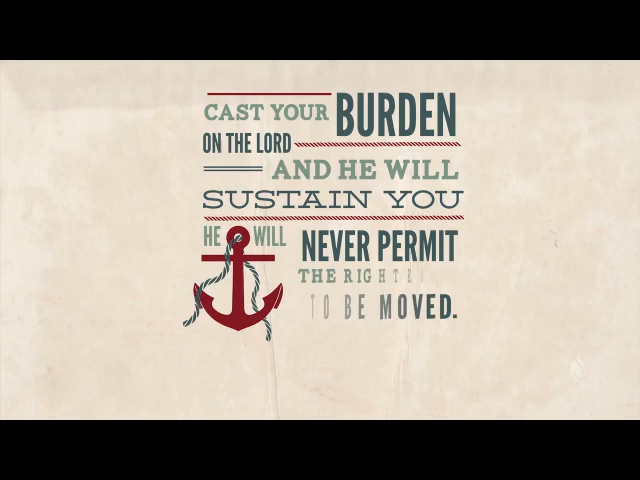 CAST YOUR BURDEN
ON THE LORD
AND HE WILL
SUSTAIN YOU
HE WILL NEVER PERMIT
THE
TO BE MOVED.